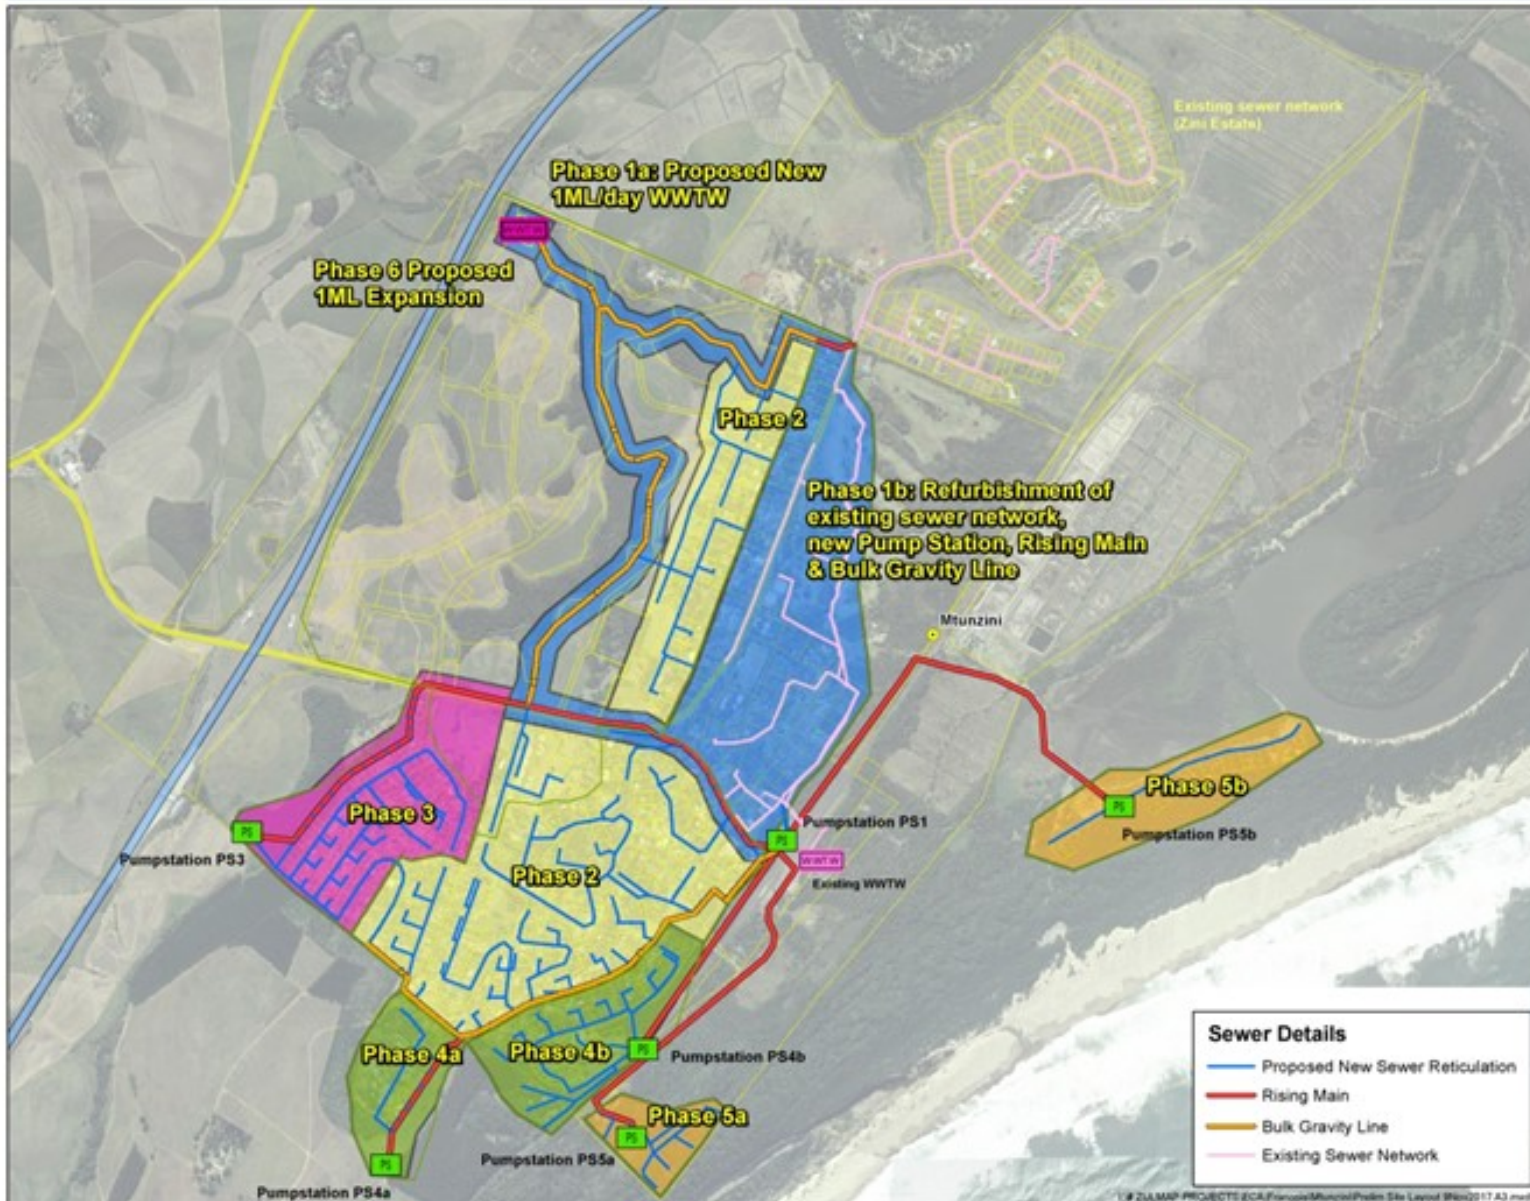 Existing sewer network
(Zini Estate)
Phase 1a: Proposed New
1ML/day WWTW
WWTW
Phase 6 Proposed
1ML Expansion
Phase 2
Phase 1b: Refurbishment of
existing sewer network,
new Pump Station, Rising Main
& Bulk Gravity Line
Mtunzini
Phase 5b
PS
Pumpstation PS5b
Phase 3
PS
Pumpstation PS3
Pumpstation PS1
PS
WWTW
Existing WWTW
Phase 2
Phase 4a
Phase 4b
PS
Pumpstation PS4b
Phase 5a
PS
Pumpstation PS5a
PS
Pumpstation PS4a
Sewer Details
Proposed New Sewer Reticulation
Rising Main
Bulk Gravity Line
Existing Sewer Network